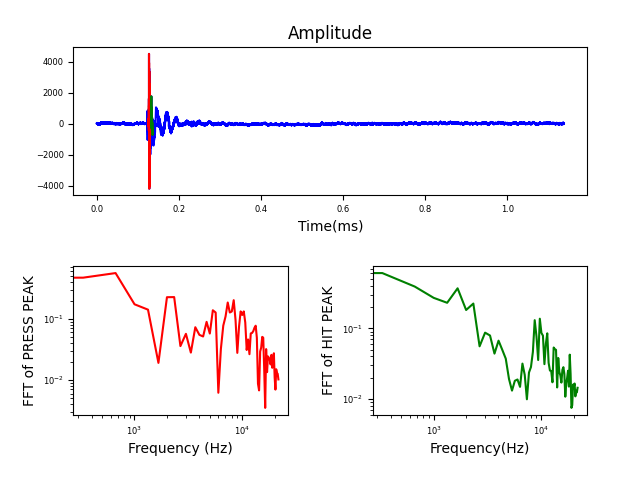 Amplitude
4000
2000
0
−2000
−4000
0.0 0.2 0.4 0.6 0.8 1.0
Time(ms)
FFT of PRESS PEAK
10⁻¹
10⁻²
10³ 10⁴
Frequency (Hz)
FFT of HIT PEAK
10⁻¹
10⁻²
10³ 10⁴
Frequency(Hz)